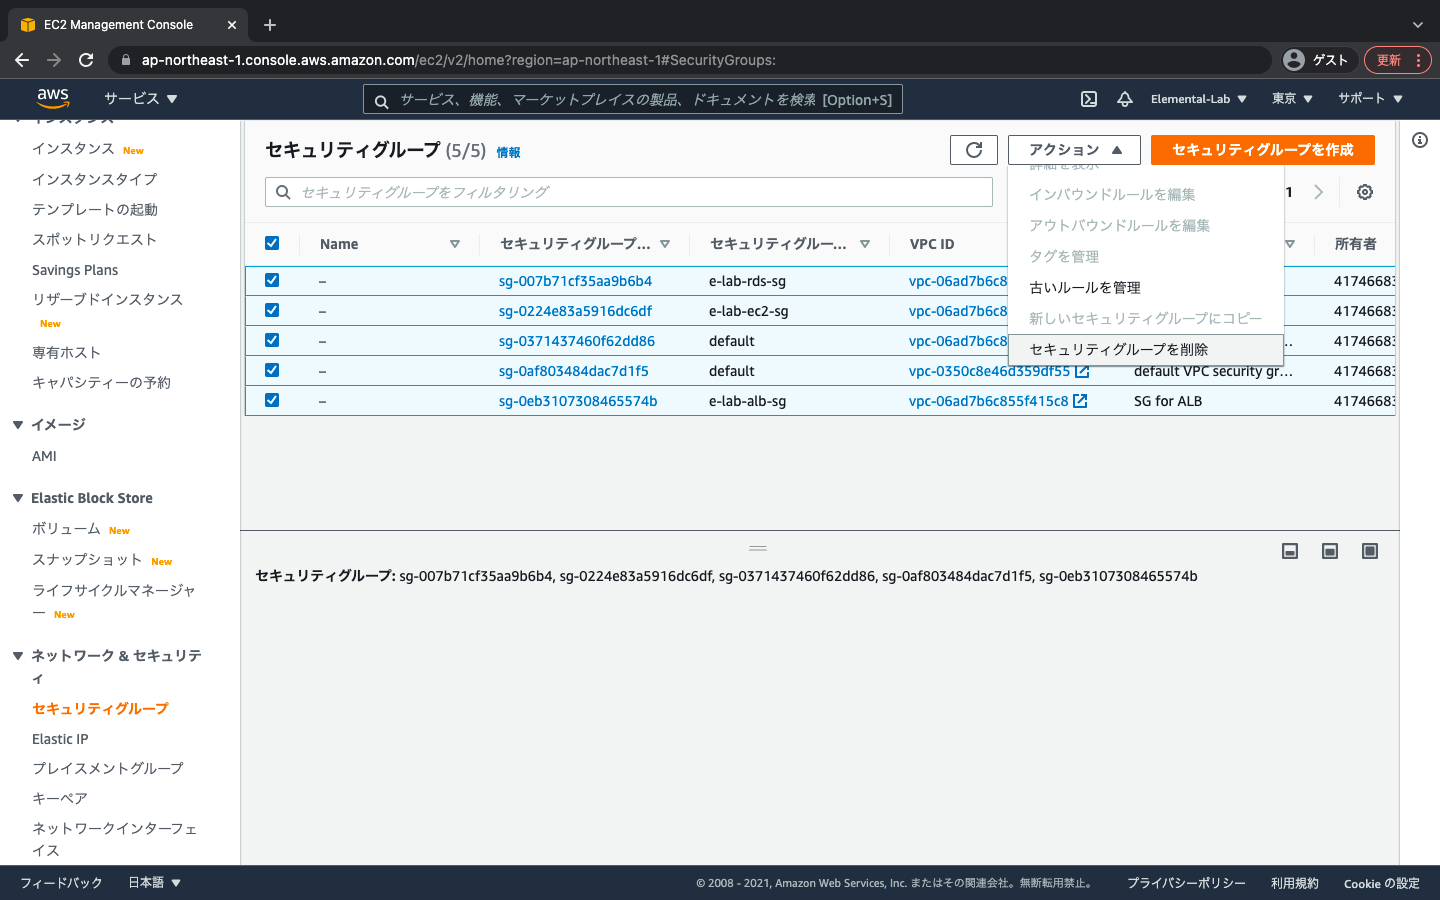 EC2 Management Console
ap-northeast-1.console.aws.amazon.com/ec2/v2/home?region=ap-northeast-1#SecurityGroups:
ゲスト
更新
aws
サービス
サービス、機能、マーケットプレイスの製品、ドキュメントを検索 [Option+S]
Elemental-Lab
東京
サポート
インスタンス
インスタンス New
インスタンスタイプ
テンプレートの起動
スポットリクエスト
Savings Plans
リザーブドインスタンス
New
専有ホスト
キャパシティーの予約
イメージ
AMI
Elastic Block Store
ボリューム New
スナップショット New
ライフサイクルマネージャ
ー New
ネットワーク & セキュリテ
ィ
セキュリティグループ
Elastic IP
プレイスメントグループ
キーペア
ネットワークインターフェ
イス
セキュリティグループ (5/5) 情報
アクション
セキュリティグループを作成
セキュリティグループをフィルタリング
1
詳細を表示
インバウンドルールを編集
アウトバウンドルールを編集
タグを管理
古いルールを管理
新しいセキュリティグループにコピー
セキュリティグループを削除
Name セキュリティグループ... セキュリティグルー... VPC ID 所有者
– sg-007b71cf35aa9b6b4 e-lab-rds-sg vpc-06ad7b6c8 41746683
– sg-0224e83a5916dc6df e-lab-ec2-sg vpc-06ad7b6c8 41746683
– sg-0371437460f62dd86 default vpc-06ad7b6c8 .. 41746683
– sg-0af803484dac7d1f5 default vpc-0350c8e46d359df55 default VPC security gr... 41746683
– sg-0eb3107308465574b e-lab-alb-sg vpc-06ad7b6c855f415c8 SG for ALB 41746683
セキュリティグループ: sg-007b71cf35aa9b6b4, sg-0224e83a5916dc6df, sg-0371437460f62dd86, sg-0af803484dac7d1f5, sg-0eb3107308465574b
フィードバック
日本語
© 2008 - 2021, Amazon Web Services, Inc. またはその関連会社。無断転用禁止。
プライバシーポリシー
利用規約
Cookie の設定